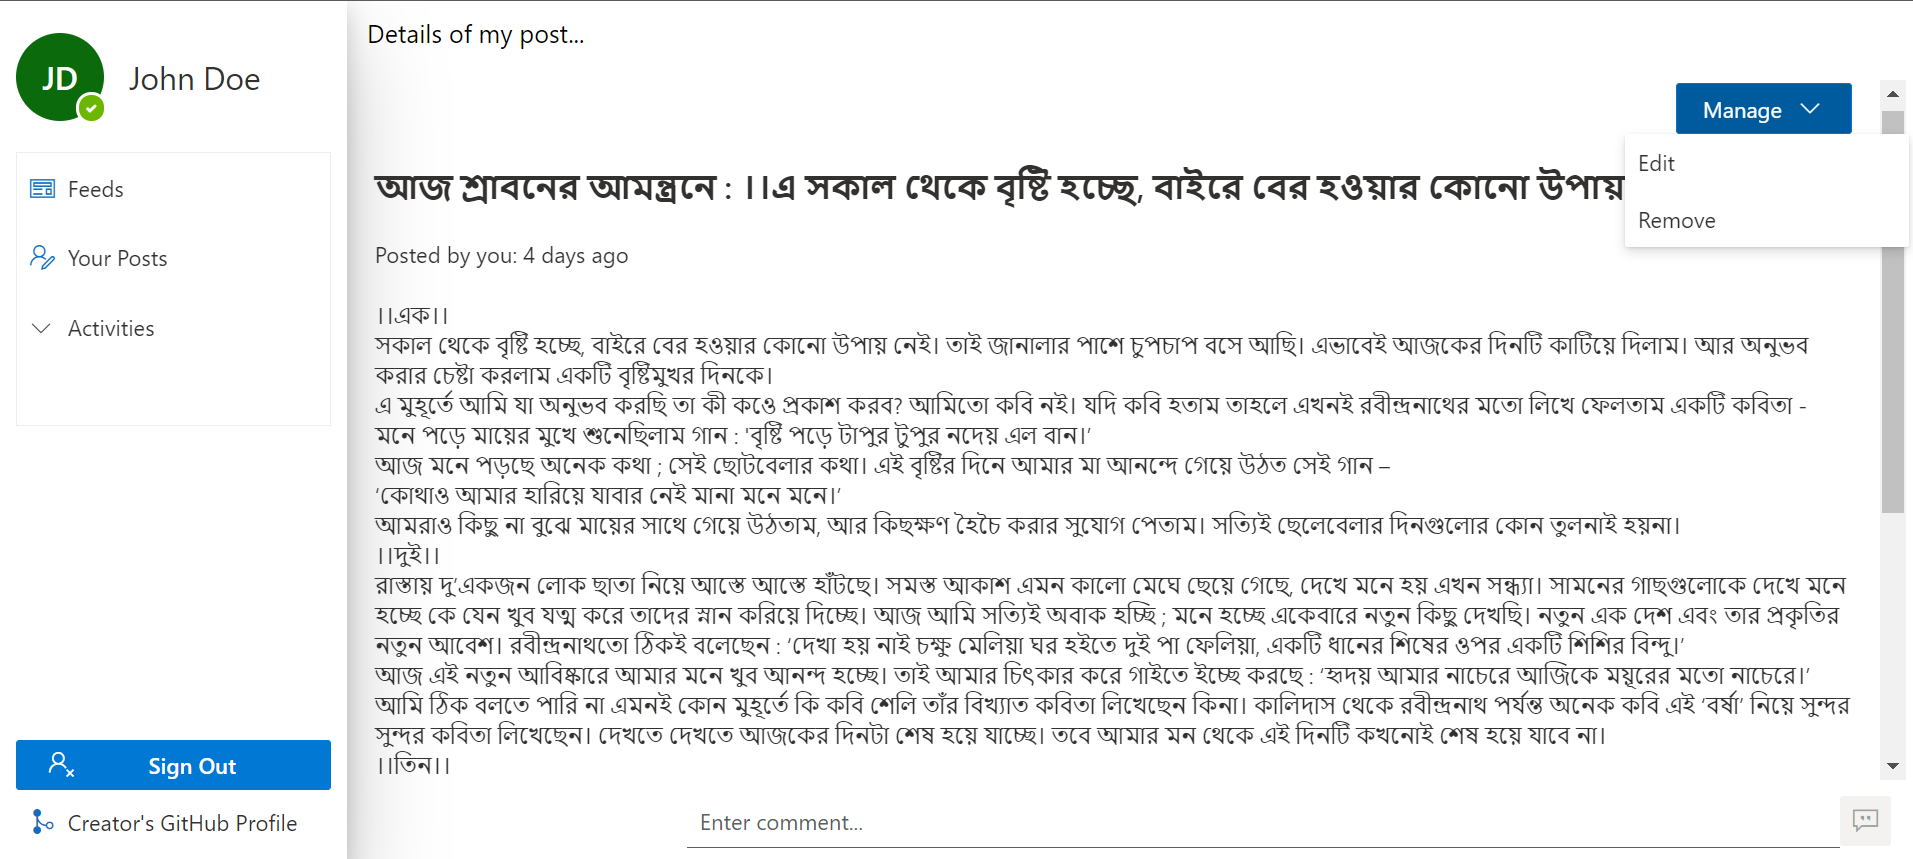 Details of my post...
JD
John Doe
Manage
Edit
Remove
Feeds
Your Posts
Activities
আজ শ্রাবনের আমন্ত্রনে : ।।এ সকাল থেকে বৃষ্টি হচ্ছে, বাইরে বের হওয়ার কোনো উপায়
Posted by you: 4 days ago
।।এক।।
সকাল থেকে বৃষ্টি হচ্ছে, বাইরে বের হওয়ার কোনো উপায় নেই। তাই জানালার পাশে চুপচাপ বসে আছি। এভাবেই আজকের দিনটি কাটিয়ে দিলাম। আর অনুভব
করার চেষ্টা করলাম একটি বৃষ্টিমুখর দিনকে।
এ মুহূর্তে আমি যা অনুভব করছি তা কী কওে প্রকাশ করব? আমিতো কবি নই। যদি কবি হতাম তাহলে এখনই রবীন্দ্রনাথের মতো লিখে ফেলতাম একটি কবিতা -
মনে পড়ে মায়ের মুখে শুনেছিলাম গান : 'বৃষ্টি পড়ে টাপুর টুপুর নদেয় এল বান।’
আজ মনে পড়ছে অনেক কথা ; সেই ছোটবেলার কথা। এই বৃষ্টির দিনে আমার মা আনন্দে গেয়ে উঠত সেই গান –
‘কোথাও আমার হারিয়ে যাবার নেই মানা মনে মনে।’
আমরাও কিছু না বুঝে মায়ের সাথে গেয়ে উঠতাম, আর কিছক্ষণ হৈচৈ করার সুযোগ পেতাম। সত্যিই ছেলেবেলার দিনগুলোর কোন তুলনাই হয়না।
।।দুই।।
রাস্তায় দু‘একজন লোক ছাতা নিয়ে আস্তে আস্তে হাঁটছে। সমস্ত আকাশ এমন কালো মেঘে ছেয়ে গেছে, দেখে মনে হয় এখন সন্ধ্যা। সামনের গাছগুলোকে দেখে মনে
হচ্ছে কে যেন খুব যত্ম করে তাদের স্নান করিয়ে দিচ্ছে। আজ আমি সত্যিই অবাক হচ্ছি ; মনে হচ্ছে একেবারে নতুন কিছু দেখছি। নতুন এক দেশ এবং তার প্রকৃতির
নতুন আবেশ। রবীন্দ্রনাথতো ঠিকই বলেছেন : ‘দেখা হয় নাই চক্ষু মেলিয়া ঘর হইতে দুই পা ফেলিয়া, একটি ধানের শিষের ওপর একটি শিশির বিন্দু।’
আজ এই নতুন আবিষ্কারে আমার মনে খুব আনন্দ হচ্ছে। তাই আমার চিৎকার করে গাইতে ইচ্ছে করছে : ‘হৃদয় আমার নাচেরে আজিকে ময়ূরের মতো নাচেরে।’
আমি ঠিক বলতে পারি না এমনই কোন মুহূর্তে কি কবি শেলি তাঁর বিখ্যাত কবিতা লিখেছেন কিনা। কালিদাস থেকে রবীন্দ্রনাথ পর্যন্ত অনেক কবি এই ‘বর্ষা’ নিয়ে সুন্দর
সুন্দর কবিতা লিখেছেন। দেখতে দেখতে আজকের দিনটা শেষ হয়ে যাচ্ছে। তবে আমার মন থেকে এই দিনটি কখনোই শেষ হয়ে যাবে না।
।।তিন।।
Sign Out
Creator's GitHub Profile
Enter comment...